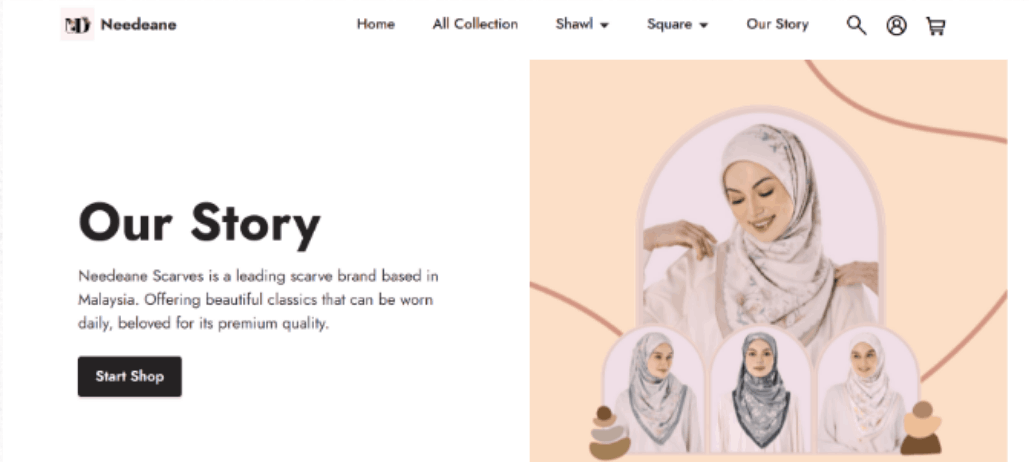 Needeane
Home
All Collection
Shawl
Square
Our Story
Our Story
Needeane Scarves is a leading scarve brand based in
Malaysia. Offering beautiful classics that can be worn
daily, beloved for its premium quality.
Start Shop